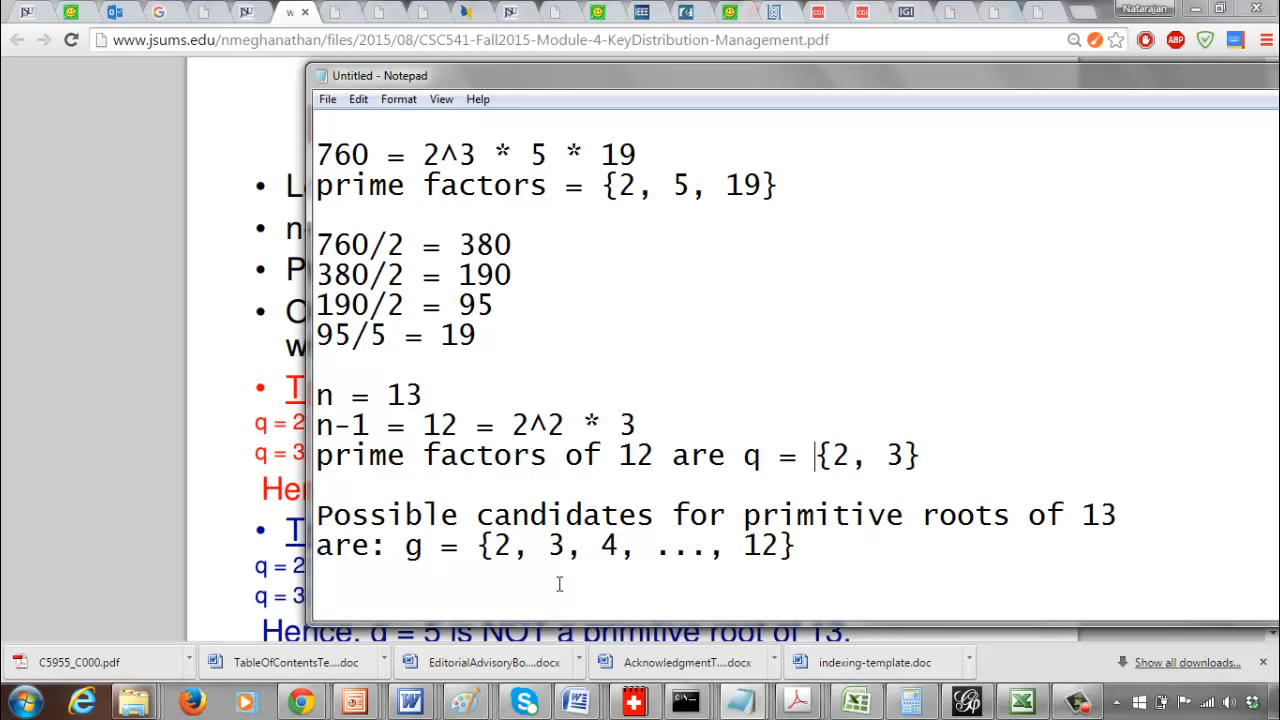 Natarajan
www.jsums.edu/nmeghanathan/files/2015/08/CSC541-Fall2015-Module-4-KeyDistribution-Management.pdf
Untitled - Notepad
File Edit Format View Help
760 = 2^3 * 5 * 19
prime factors = {2, 5, 19}
760/2 = 380
380/2 = 190
190/2 = 95
95/5 = 19
n = 13
n-1 = 12 = 2^2 * 3
prime factors of 12 are q = {2, 3}
Possible candidates for primitive roots of 13
are: g = {2, 3, 4, ..., 12}
q = 2
q = 3
q = 2
q = 3
Hence, g = 5 is NOT a primitive root of 13.
C5955_C000.pdf TableOfContentsTe....doc EditorialAdvisoryBo....docx AcknowledgmentT....docx indexing-template.doc Show all downloads...